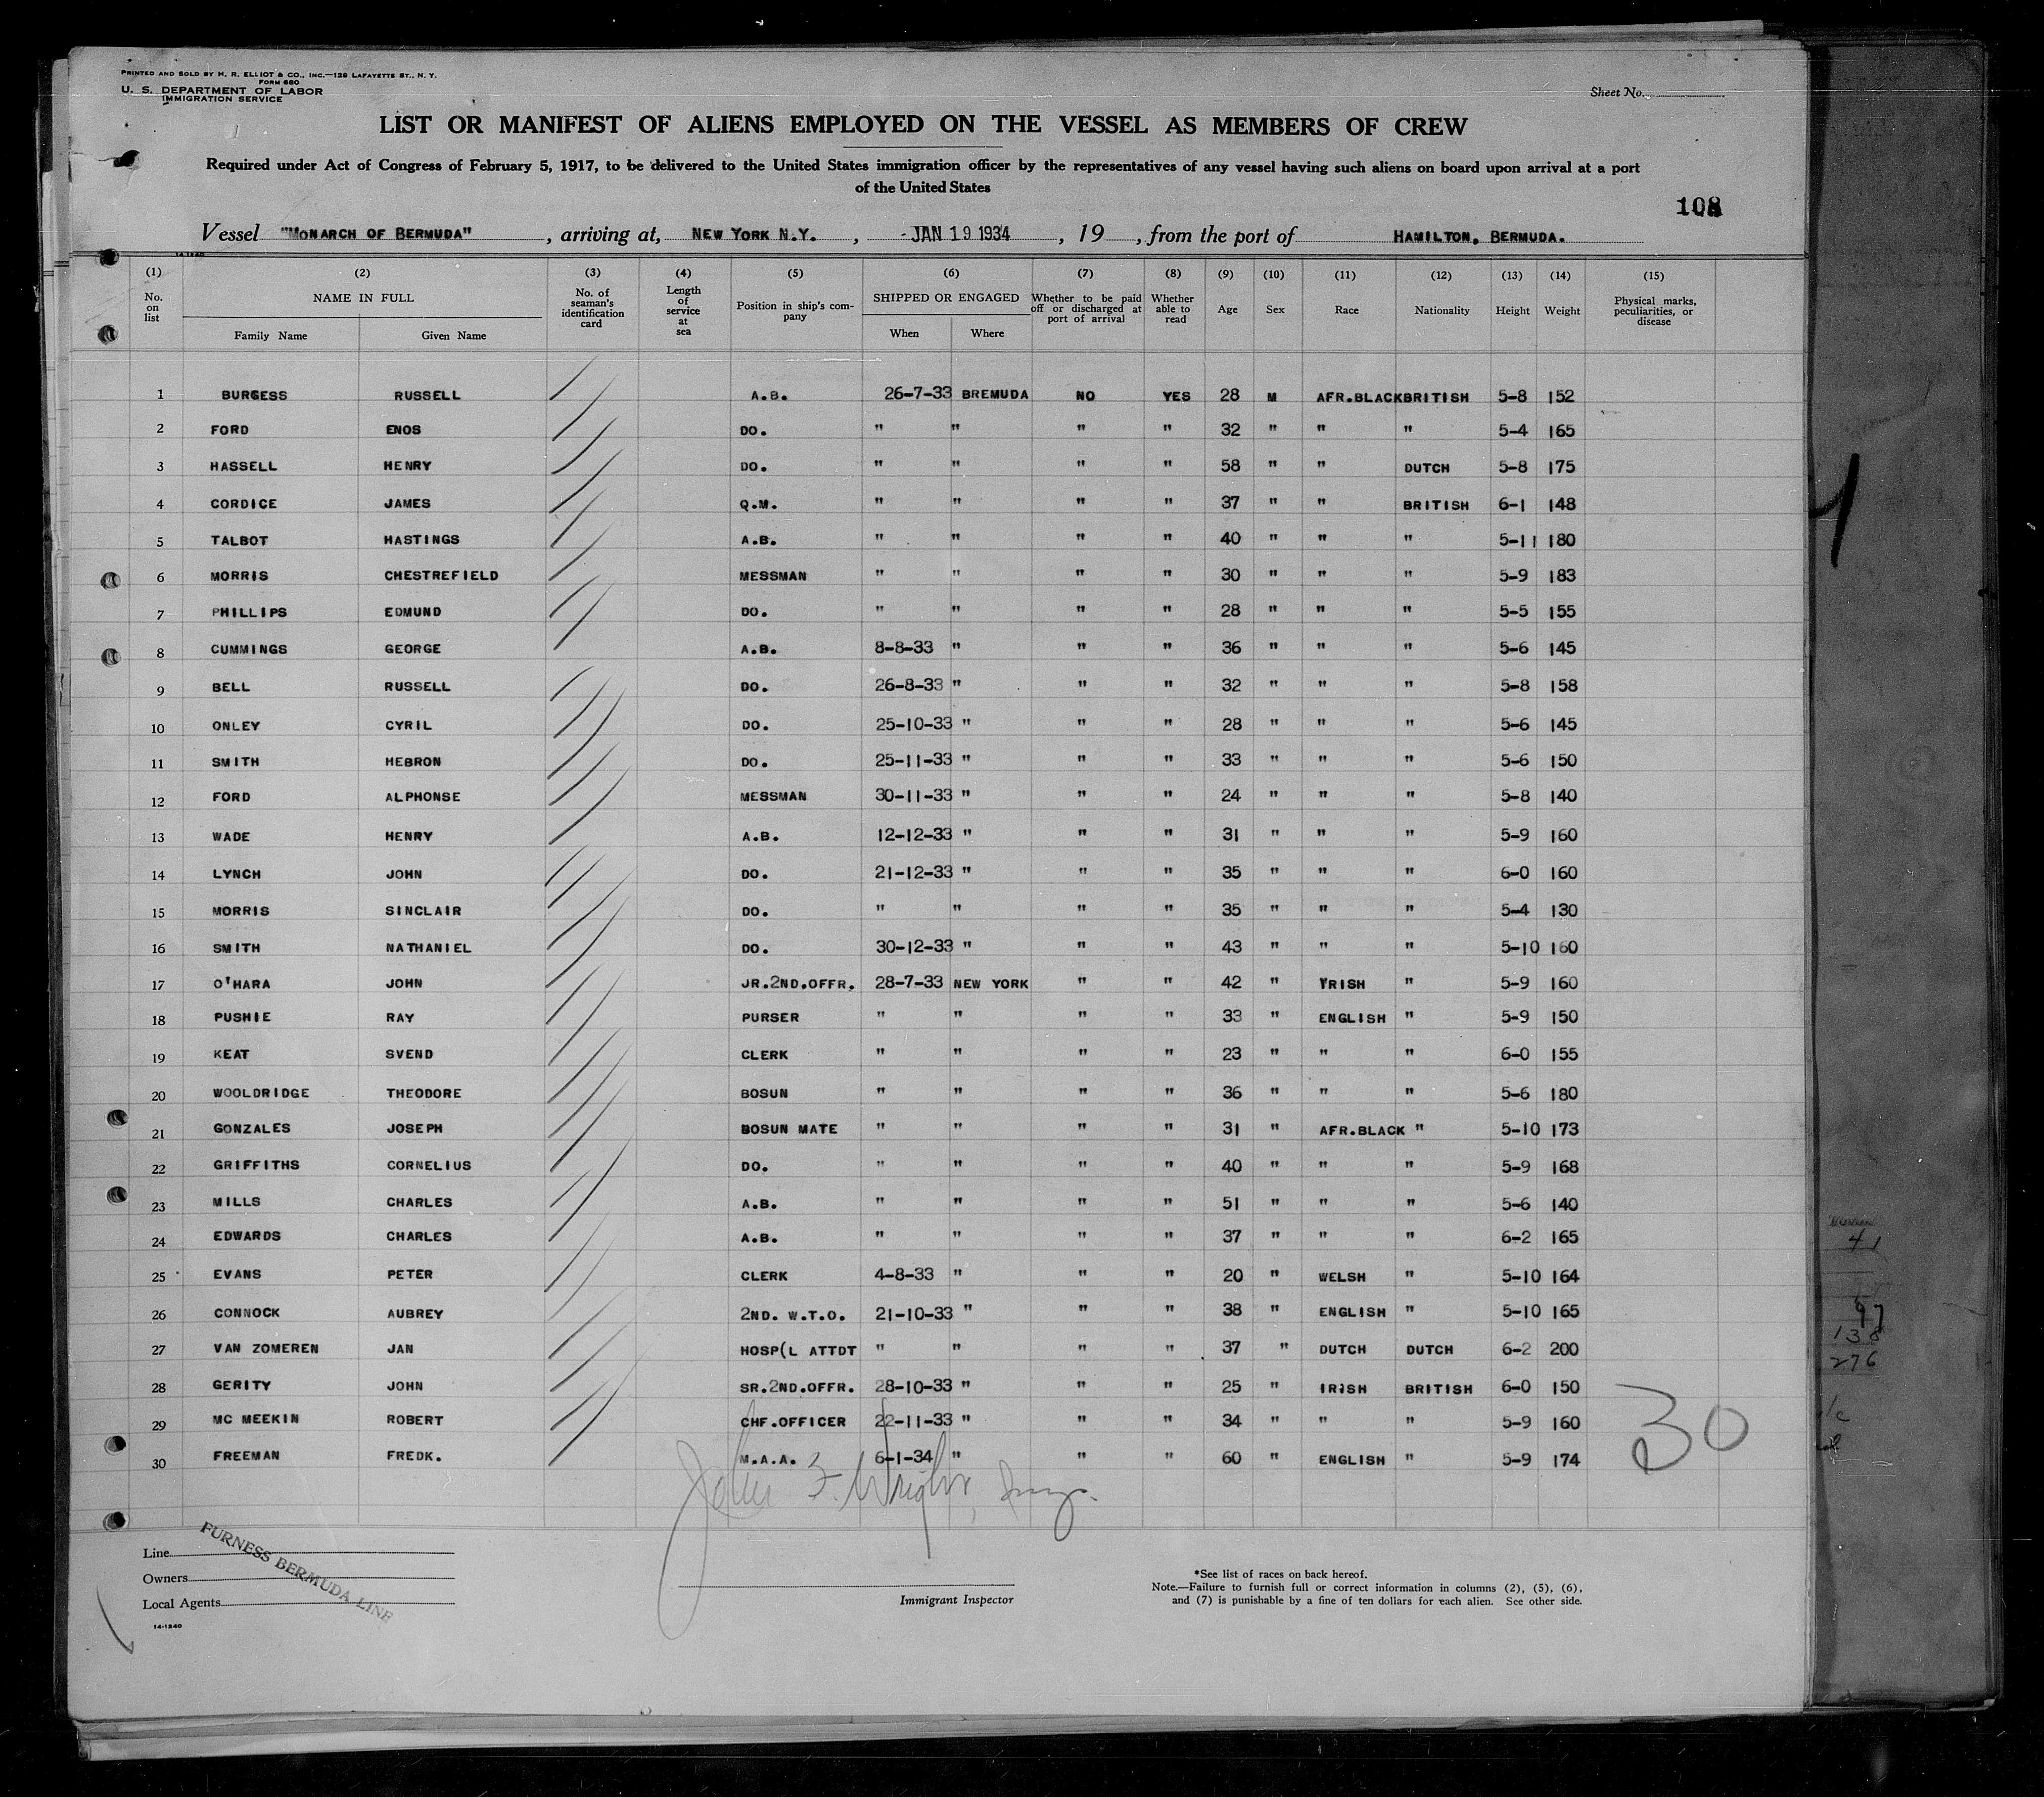 PRINTED AND SOLD BY H. R. ELLIOT & CO., INC.—129 LAFAYETTE ST., N. Y.
FORM 680
U. S. DEPARTMENT OF LABOR
IMMIGRATION SERVICE
Sheet No.
LIST OR MANIFEST OF ALIENS EMPLOYED ON THE VESSEL AS MEMBERS OF CREW
Required under Act of Congress of February 5, 1917, to be delivered to the United States immigration officer by the representatives of any vessel having such aliens on board upon arrival at a port
of the United States
108
Vessel "MONARCH OF BERMUDA", arriving at, NEW YORK N.Y., JAN 19 1934, 19 , from the port of HAMILTON, BERMUDA.
14-1240
(1) (2) (3) (4) (5) (6) (7) (8) (9) (10) (11) (12) (13) (14) (15)
No. on list NAME IN FULL Family Name Given Name No. of seaman's identification card Length of service at sea Position in ship's company SHIPPED OR ENGAGED When Where Whether to be paid off or discharged at port of arrival Whether able to read Age Sex Race Nationality Height Weight Physical marks, peculiarities, or disease
1 BURGESS RUSSELL A.B. 26-7-33 BREMUDA NO YES 28 M AFR.BLACK BRITISH 5-8 152
2 FORD ENOS DO. " " " " 32 " " " 5-4 165
3 HASSELL HENRY DO. " " " " 58 " " DUTCH 5-8 175
4 CORDICE JAMES Q.M. " " " " 37 " " BRITISH 6-1 148
5 TALBOT HASTINGS A.B. " " " " 40 " " " 5-11 180
6 MORRIS CHESTREFIELD MESSMAN " " " " 30 " " " 5-9 183
7 PHILLIPS EDMUND DO. " " " " 28 " " " 5-5 155
8 CUMMINGS GEORGE A.B. 8-8-33 " " " 36 " " " 5-6 145
9 BELL RUSSELL DO. 26-8-33 " " " 32 " " " 5-8 158
10 ONLEY CYRIL DO. 25-10-33 " " " 28 " " " 5-6 145
11 SMITH HEBRON DO. 25-11-33 " " " 33 " " " 5-6 150
12 FORD ALPHONSE MESSMAN 30-11-33 " " " 24 " " " 5-8 140
13 WADE HENRY A.B. 12-12-33 " " " 31 " " " 5-9 160
14 LYNCH JOHN DO. 21-12-33 " " " 35 " " " 6-0 160
15 MORRIS SINCLAIR DO. " " " " 35 " " " 5-4 130
16 SMITH NATHANIEL DO. 30-12-33 " " " 43 " " " 5-10 160
17 O'HARA JOHN JR.2ND.OFFR. 28-7-33 NEW YORK " " 42 " YRISH " 5-9 160
18 PUSHIE RAY PURSER " " " " 33 " ENGLISH " 5-9 150
19 KEAT SVEND CLERK " " " " 23 " " " 6-0 155
20 WOOLDRIDGE THEODORE BOSUN " " " " 36 " " " 5-6 180
21 GONZALES JOSEPH BOSUN MATE " " " " 31 " AFR.BLACK " 5-10 173
22 GRIFFITHS CORNELIUS DO. " " " " 40 " " " 5-9 168
23 MILLS CHARLES A.B. " " " " 51 " " " 5-6 140
24 EDWARDS CHARLES A.B. " " " " 37 " " " 6-2 165
25 EVANS PETER CLERK 4-8-33 " " " 20 " WELSH " 5-10 164
26 CONNOCK AUBREY 2ND. W.T.O. 21-10-33 " " " 38 " ENGLISH " 5-10 165
27 VAN ZOMEREN JAN HOSP(L ATTDT " " " " 37 " DUTCH DUTCH 6-2 200
28 GERITY JOHN SR.2ND.OFFR. 28-10-33 " " " 25 " IRISH BRITISH 6-0 150
29 MC MEEKIN ROBERT CHF.OFFICER 22-11-33 " " " 34 " " " 5-9 160
30 FREEMAN FREDK. M.A.A. 6-1-34 " " " 60 " ENGLISH " 5-9 174
30
John F. Wright, Insp.
Line
Owners
Local Agents
FURNESS BERMUDA LINE
14-1240
Immigrant Inspector
*See list of races on back hereof.
Note.—Failure to furnish full or correct information in columns (2), (5), (6),
and (7) is punishable by a fine of ten dollars for each alien. See other side.
41
97
138
276